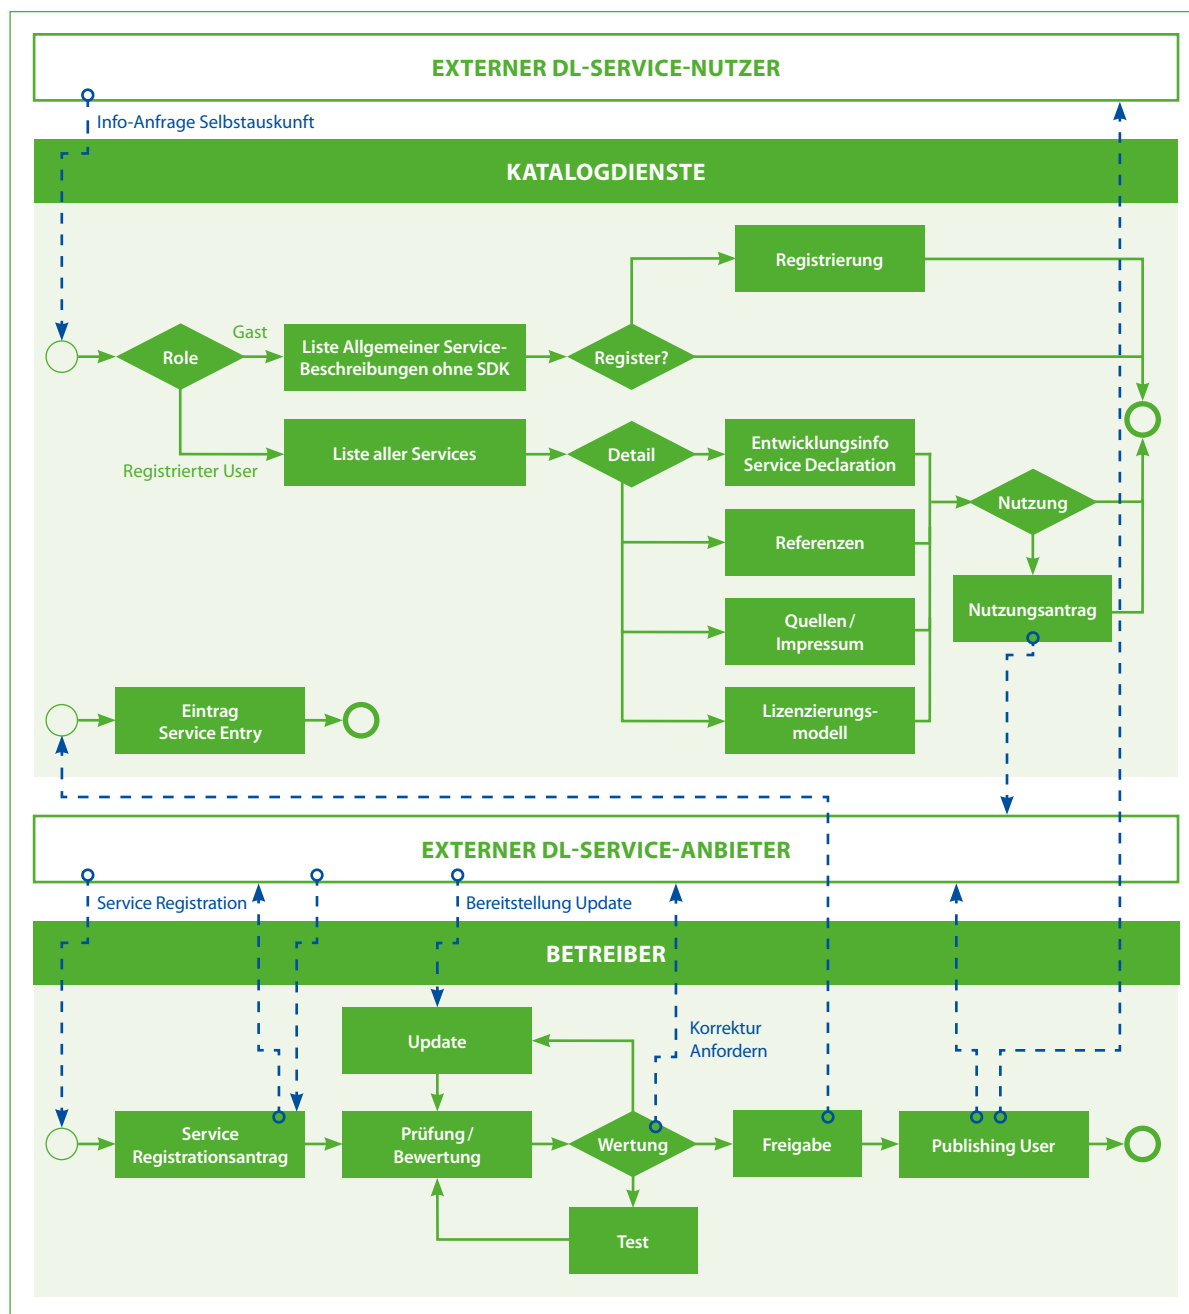 EXTERNER DL-SERVICE-NUTZER
Info-Anfrage Selbstauskunft
KATALOGDIENSTE
Registrierung
Gast
Role
Liste Allgemeiner Service-
Beschreibungen ohne SDK
Register?
Registrierter User
Liste aller Services
Detail
Entwicklungsinfo
Service Declaration
Nutzung
Referenzen
Nutzungsantrag
Quellen /
Impressum
Eintrag
Service Entry
Lizenzierungs-
modell
EXTERNER DL-SERVICE-ANBIETER
Service Registration
Bereitstellung Update
BETREIBER
Update
Korrektur
Anfordern
Service
Registrationsantrag
Prüfung /
Bewertung
Wertung
Freigabe
Publishing User
Test